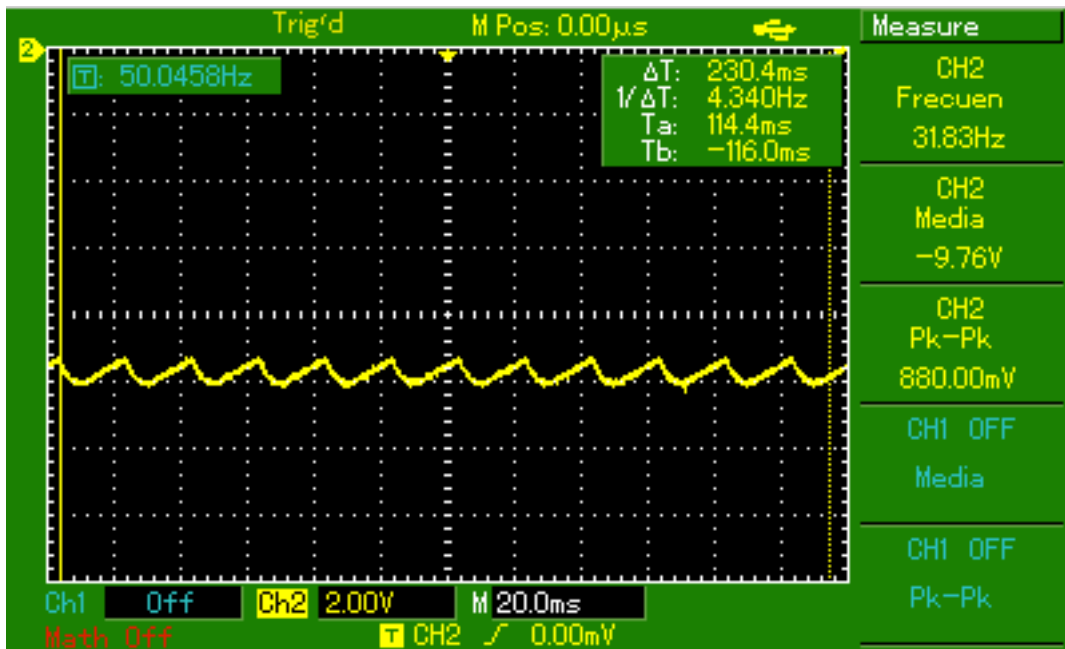 Trig'd M Pos: 0.00μs Measure
2
T: 50.0458Hz
ΔT: 230.4ms
1/ΔT: 4.340Hz
Ta: 114.4ms
Tb: -116.0ms
CH2
Frecuen
31.83Hz
CH2
Media
-9.76V
CH2
Pk-Pk
880.00mV
CH1 OFF
Media
CH1 OFF
Pk-Pk
Ch1 Off Ch2 2.00V M 20.0ms
Math Off T CH2 0.00mV